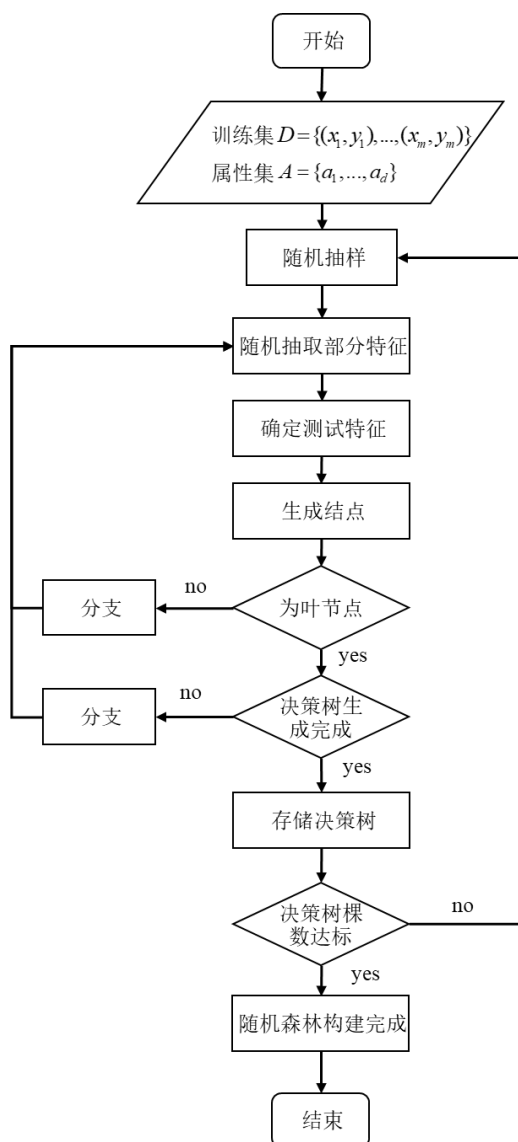 开始
训练集 D = {(x₁, y₁),...,(xₘ, yₘ)}
属性集 A = {a₁,...,a_d}
随机抽样
随机抽取部分特征
确定测试特征
生成结点
分支
no
为叶节点
yes
分支
no
决策树生
成完成
yes
存储决策树
决策树棵
数达标
no
yes
随机森林构建完成
结束